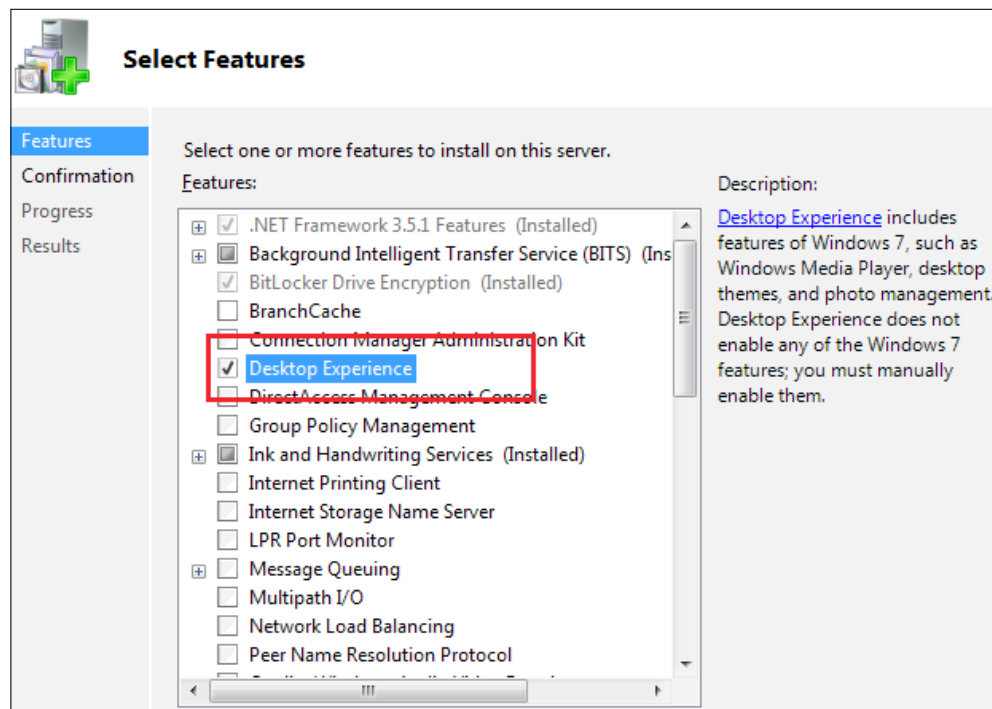 Select Features
Features
Confirmation
Progress
Results
Select one or more features to install on this server.
Features:
.NET Framework 3.5.1 Features (Installed)
Background Intelligent Transfer Service (BITS) (Ins
BitLocker Drive Encryption (Installed)
BranchCache
Connection Manager Administration Kit
Desktop Experience
DirectAccess Management Console
Group Policy Management
Ink and Handwriting Services (Installed)
Internet Printing Client
Internet Storage Name Server
LPR Port Monitor
Message Queuing
Multipath I/O
Network Load Balancing
Peer Name Resolution Protocol
Description:
Desktop Experience includes
features of Windows 7, such as
Windows Media Player, desktop
themes, and photo management.
Desktop Experience does not
enable any of the Windows 7
features; you must manually
enable them.